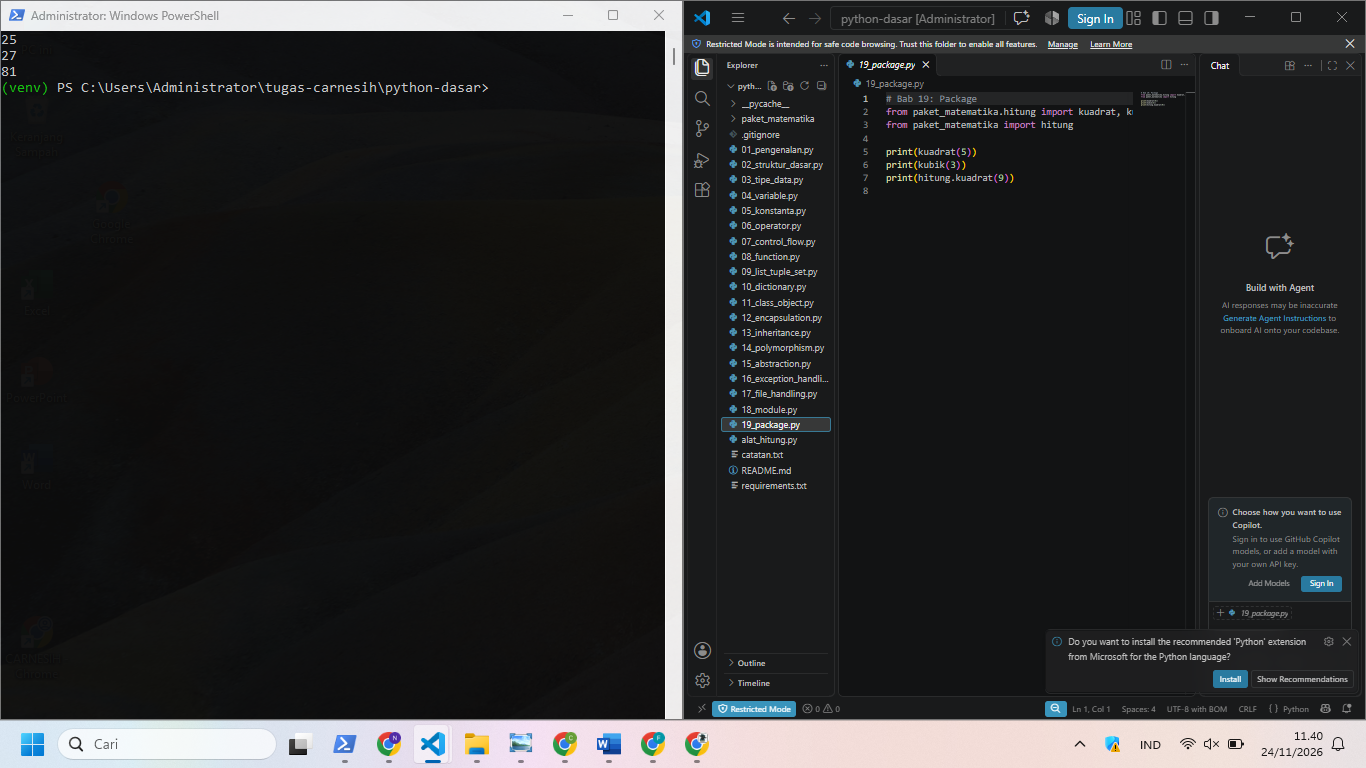 Administrator: Windows PowerShell
25
27
81
(venv) PS C:\Users\Administrator\tugas-carnesih\python-dasar>
python-dasar [Administrator]
Sign In
Restricted Mode is intended for safe code browsing. Trust this folder to enable all features. Manage Learn More
Explorer
pyth...
__pycache__
paket_matematika
.gitignore
01_pengenalan.py
02_struktur_dasar.py
03_tipe_data.py
04_variable.py
05_konstanta.py
06_operator.py
07_control_flow.py
08_function.py
09_list_tuple_set.py
10_dictionary.py
11_class_object.py
12_encapsulation.py
13_inheritance.py
14_polymorphism.py
15_abstraction.py
16_exception_handli...
17_file_handling.py
18_module.py
19_package.py
alat_hitung.py
catatan.txt
README.md
requirements.txt
Outline
Timeline
19_package.py
19_package.py
1 # Bab 19: Package
2 from paket_matematika.hitung import kuadrat, k
3 from paket_matematika import hitung
4
5 print(kuadrat(5))
6 print(kubik(3))
7 print(hitung.kuadrat(9))
8
Chat
Build with Agent
AI responses may be inaccurate
Generate Agent Instructions to
onboard AI onto your codebase.
Choose how you want to use
Copilot.
Sign in to use GitHub Copilot
models, or add a model with
your own API key.
Add Models Sign In
19_package.py
Do you want to install the recommended 'Python' extension
from Microsoft for the Python language?
Install Show Recommendations
Restricted Mode 0 0 Ln 1, Col 1 Spaces: 4 UTF-8 with BOM CRLF Python
Cari
IND
11.40
24/11/2026